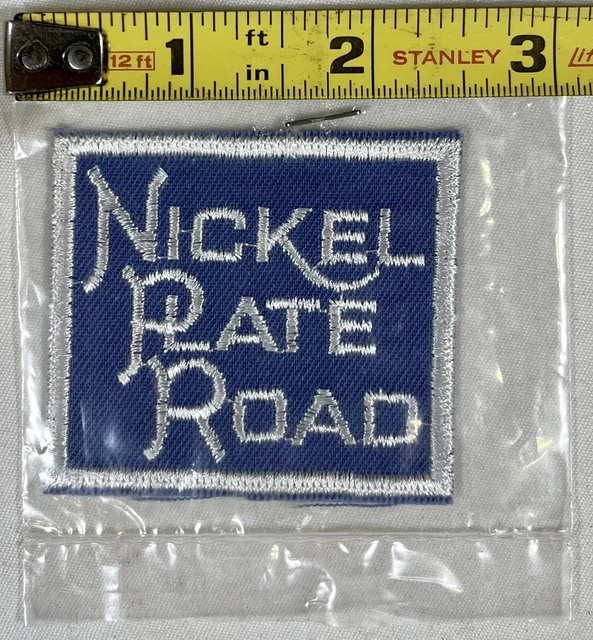 12 ft 1 ft in 2 STANLEY 3
NICKEL
PLATE
ROAD